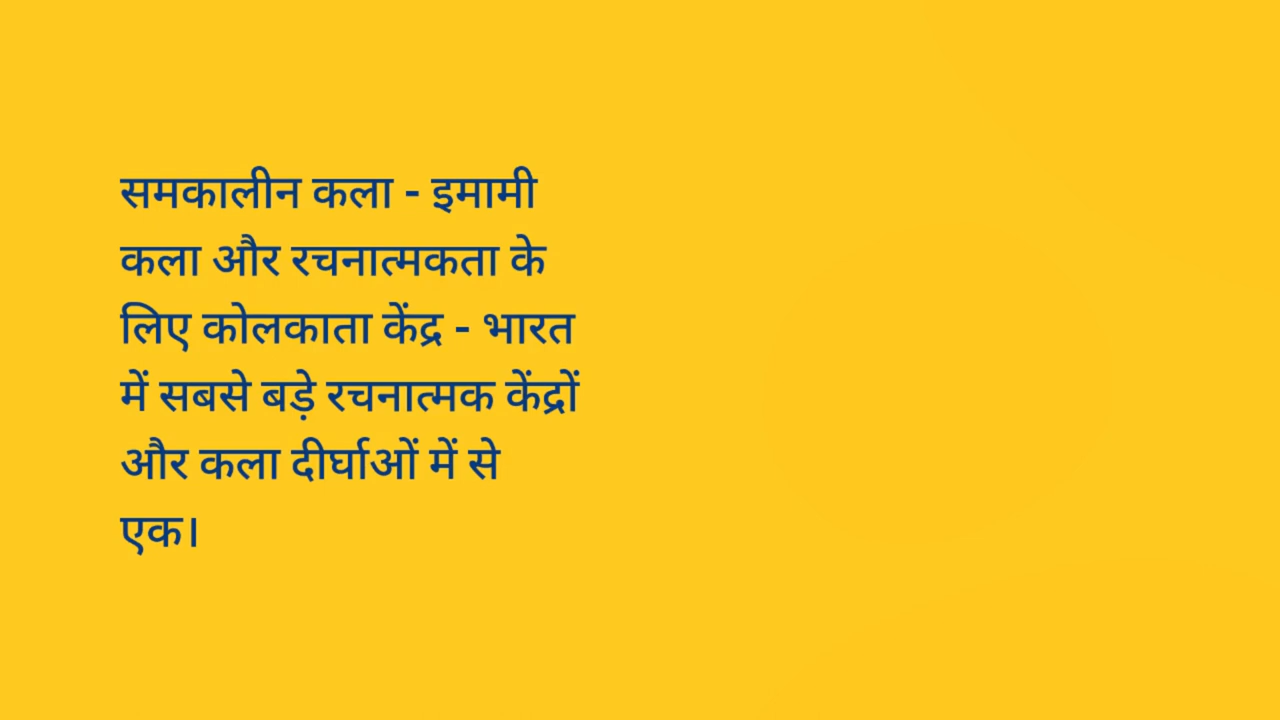 समकालीन कला - इमामी
कला और रचनात्मकता के
लिए कोलकाता केंद्र - भारत
में सबसे बड़े रचनात्मक केंद्रों
और कला दीर्घाओं में से
एक।